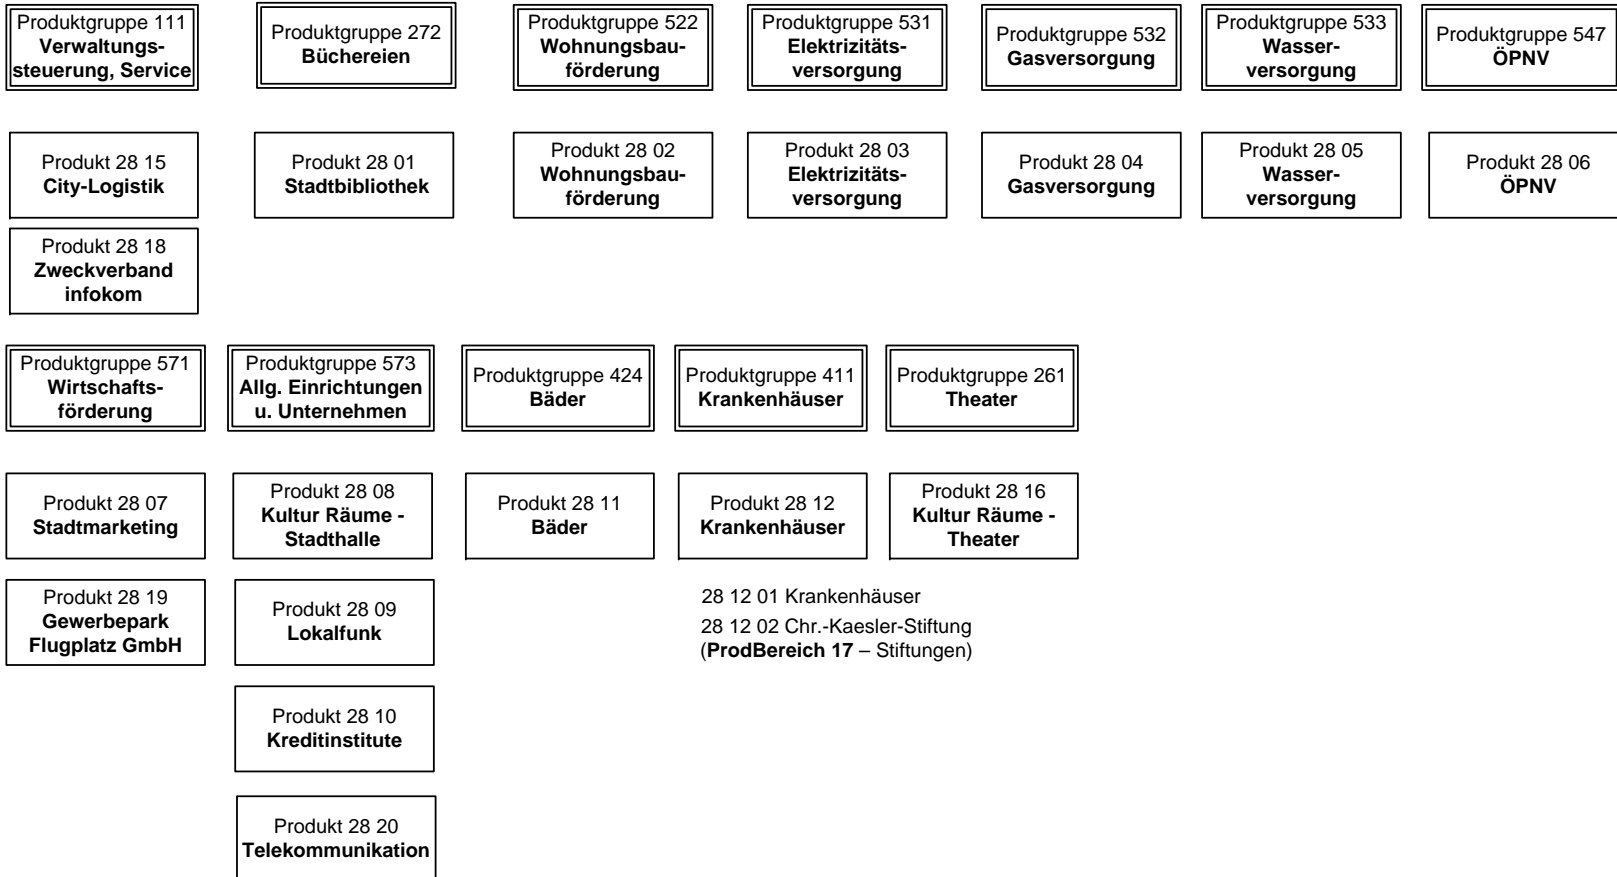 Produktgruppe 111
Verwaltungs-
steuerung, Service
Produktgruppe 272
Büchereien
Produktgruppe 522
Wohnungsbau-
förderung
Produktgruppe 531
Elektrizitäts-
versorgung
Produktgruppe 532
Gasversorgung
Produktgruppe 533
Wasser-
versorgung
Produktgruppe 547
ÖPNV
Produkt 28 15
City-Logistik
Produkt 28 01
Stadtbibliothek
Produkt 28 02
Wohnungsbau-
förderung
Produkt 28 03
Elektrizitäts-
versorgung
Produkt 28 04
Gasversorgung
Produkt 28 05
Wasser-
versorgung
Produkt 28 06
ÖPNV
Produkt 28 18
Zweckverband
infokom
Produktgruppe 571
Wirtschafts-
förderung
Produktgruppe 573
Allg. Einrichtungen
u. Unternehmen
Produktgruppe 424
Bäder
Produktgruppe 411
Krankenhäuser
Produktgruppe 261
Theater
Produkt 28 07
Stadtmarketing
Produkt 28 08
Kultur Räume -
Stadthalle
Produkt 28 11
Bäder
Produkt 28 12
Krankenhäuser
Produkt 28 16
Kultur Räume -
Theater
Produkt 28 19
Gewerbepark
Flugplatz GmbH
Produkt 28 09
Lokalfunk
28 12 01 Krankenhäuser
28 12 02 Chr.-Kaesler-Stiftung
(ProdBereich 17 – Stiftungen)
Produkt 28 10
Kreditinstitute
Produkt 28 20
Telekommunikation